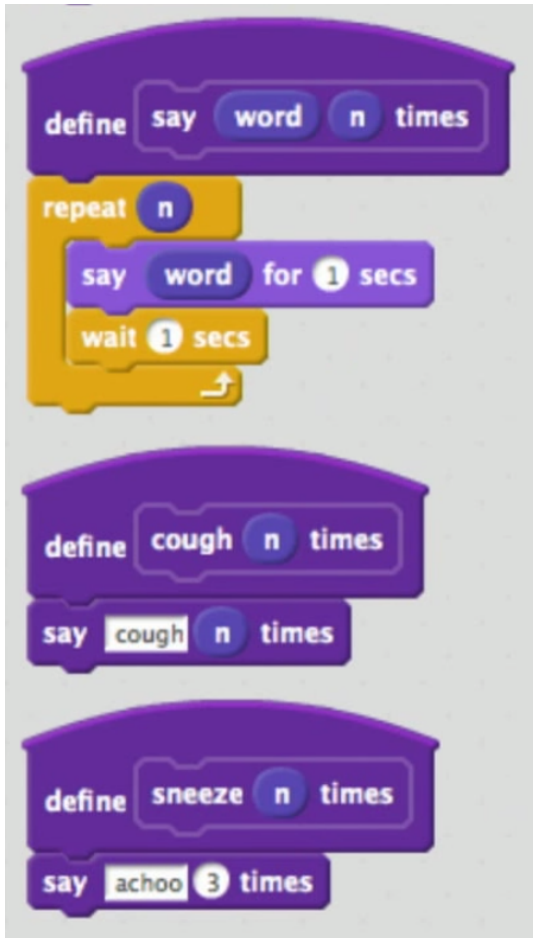 define say word n times
repeat n
say word for 1 secs
wait 1 secs
define cough n times
say cough n times
define sneeze n times
say achoo 3 times